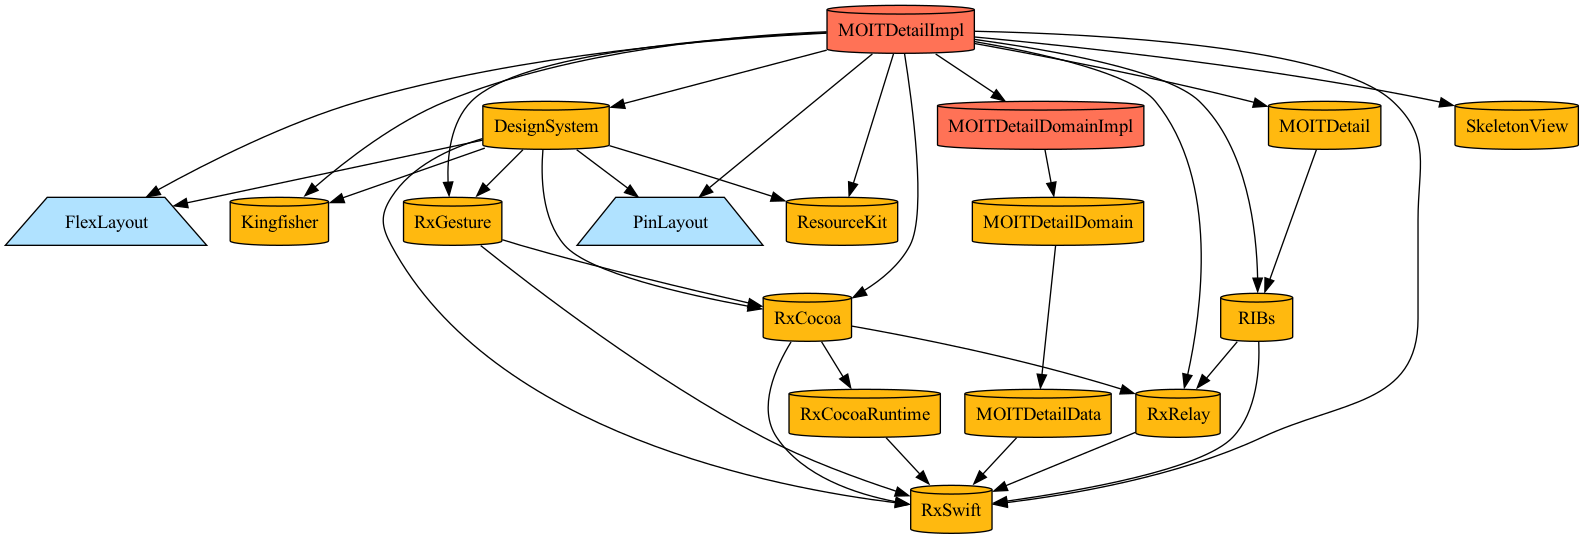 MOITDetailImpl
DesignSystem
MOITDetailDomainImpl
MOITDetail
SkeletonView
FlexLayout
Kingfisher
RxGesture
PinLayout
ResourceKit
MOITDetailDomain
RxCocoa
RIBs
RxCocoaRuntime
MOITDetailData
RxRelay
RxSwift